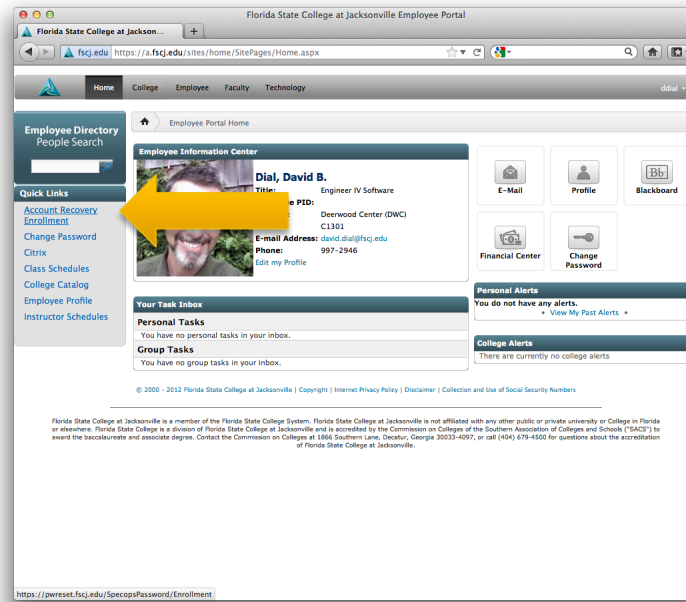 Florida State College at Jacksonville Employee Portal
Florida State College at Jackson...
fscj.edu https://a.fscj.edu/sites/home/SitePages/Home.aspx
Home College Employee Faculty Technology ddial
Employee Directory
People Search
Quick Links
Account Recovery
Enrollment
Change Password
Citrix
Class Schedules
College Catalog
Employee Profile
Instructor Schedules
Employee Portal Home
Employee Information Center
Dial, David B.
Title: Engineer IV Software
PID:
Deerwood Center (DWC)
C1301
E-mail Address: david.dial@fscj.edu
Phone: 997-2946
Edit my Profile
Your Task Inbox
Personal Tasks
You have no personal tasks in your inbox.
Group Tasks
You have no group tasks in your inbox.
E-Mail
Profile
Bb
Blackboard
Financial Center
Change
Password
Personal Alerts
You do not have any alerts.
• View My Past Alerts •
College Alerts
There are currently no college alerts
© 2000 - 2012 Florida State College at Jacksonville | Copyright | Internet Privacy Policy | Disclaimer | Collection and Use of Social Security Numbers
Florida State College at Jacksonville is a member of the Florida State College System. Florida State College at Jacksonville is not affiliated with any other public or private university or College in Florida
or elsewhere. Florida State College is a division of Florida State College at Jacksonville and is accredited by the Commission on Colleges of the Southern Association of Colleges and Schools ("SACS") to
award the baccalaureate and associate degree. Contact the Commission on Colleges at 1866 Southern Lane, Decatur, Georgia 30033-4097, or call (404) 679-4500 for questions about the accreditation
of Florida State College at Jacksonville.
https://pwreset.fscj.edu/SpecopsPassword/Enrollment